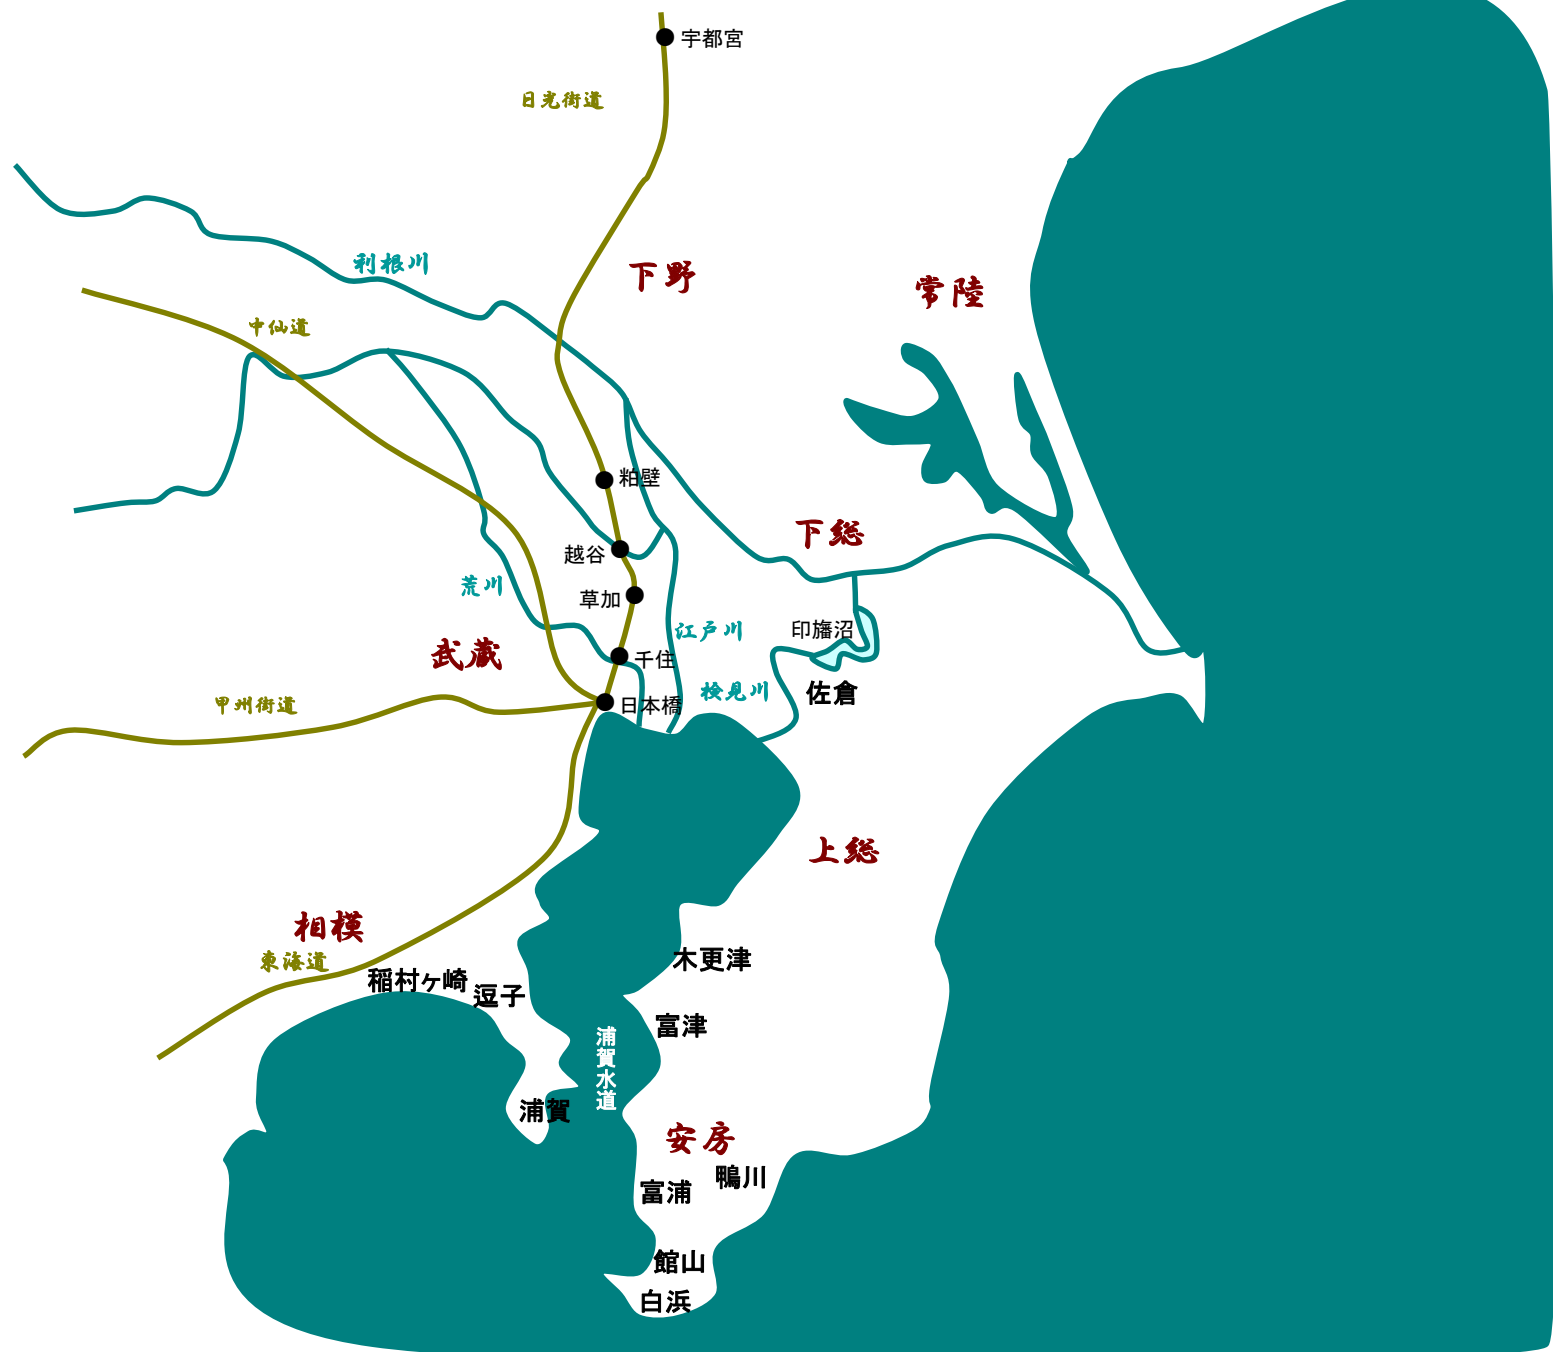 宇都宮
日光街道
利根川
下野
常陸
中仙道
粕壁
下総
越谷
荒川
草加
江戸川
印旛沼
武蔵
千住
検見川
佐倉
甲州街道
日本橋
上総
相模
東海道
木更津
稲村ヶ崎
逗子
富津
浦賀水道
浦賀
安房
鴨川
富浦
館山
白浜